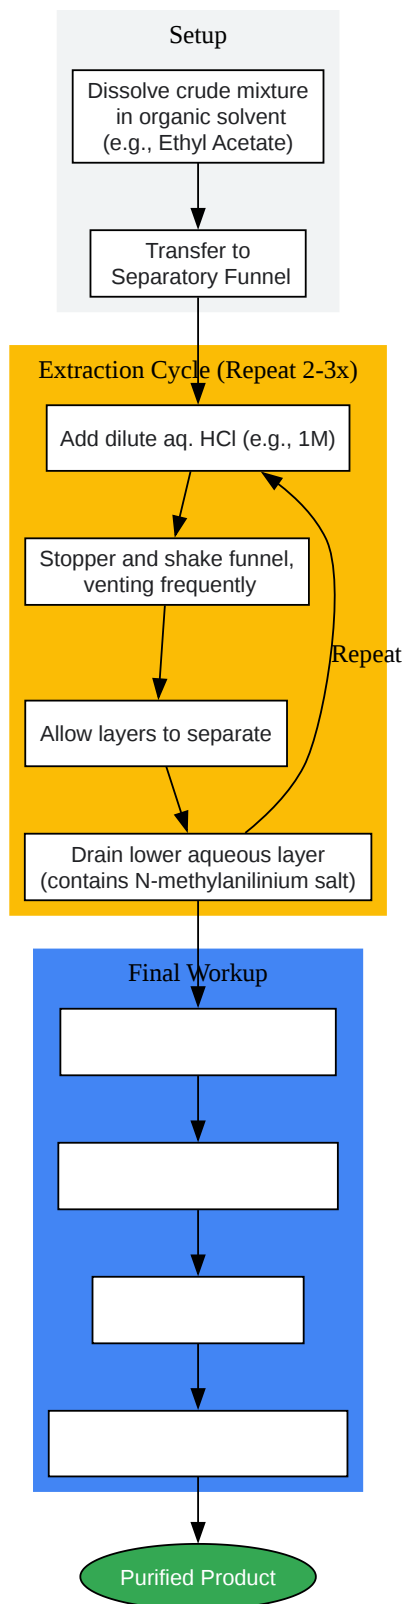 Setup
Dissolve crude mixture
in organic solvent
(e.g., Ethyl Acetate)
Transfer to
Separatory Funnel
Extraction Cycle (Repeat 2-3x)
Add dilute aq. HCl (e.g., 1M)
Stopper and shake funnel,
venting frequently
Repeat
Allow layers to separate
Drain lower aqueous layer
(contains N-methylanilinium salt)
Final Workup
Purified Product